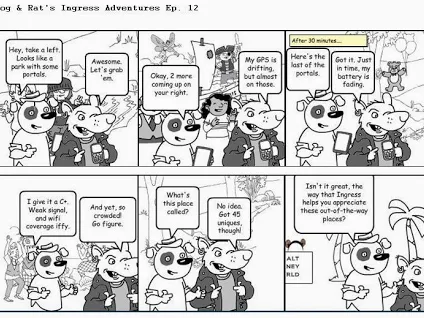 og & Rat's Ingress Adventures Ep. 12
Hey, take a left.
Looks like a
park with some
portals.
Awesome.
Let's grab
'em.
Okay, 2 more
coming up on
your right.
My GPS is
drifting,
but almost
on those.
After 30 minutes....
Here's the
last of the
portals.
Got it. Just
in time, my
battery is
fading.
I give it a C+.
Weak signal,
and wifi
coverage iffy.
And yet, so
crowded!
Go figure.
What's
this place
called?
No idea.
Got 45
uniques,
though!
Isn't it great, the
way that Ingress
helps you appreciate
these out-of-the-way
places?
ALT
NEY
RLD